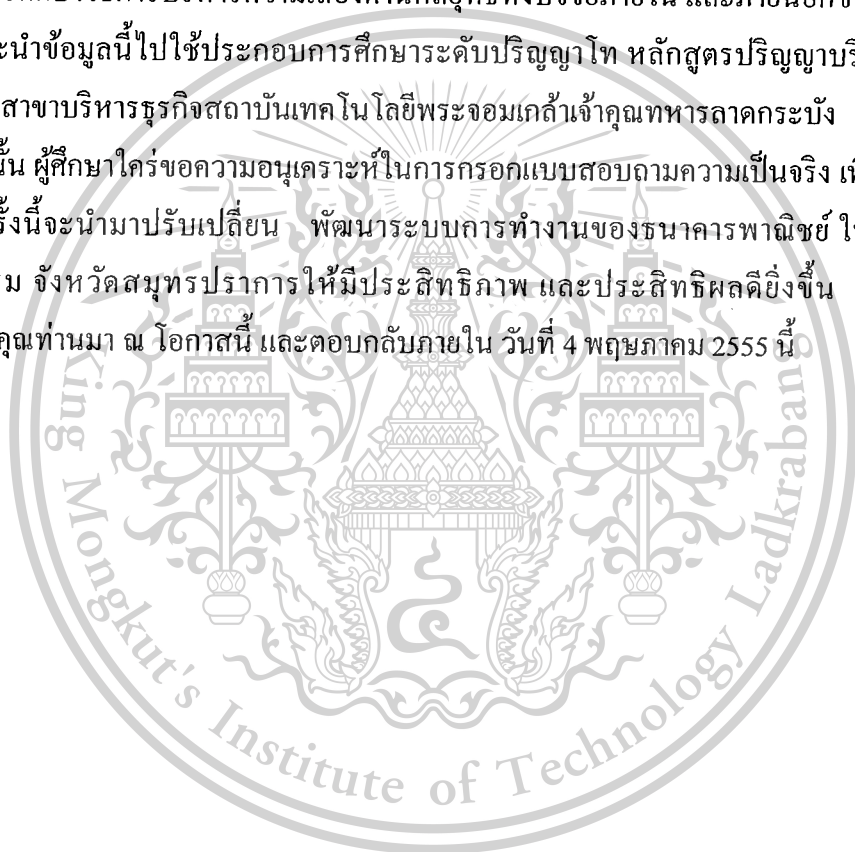 ะนำข้อมูลนี้ไปใช้ประกอบการศึกษาระดับปริญญาโท หลักสูตรปริญญาบริ
สาขาบริหารธุรกิจสถาบันเทคโนโลยีพระจอมเกล้าเจ้าคุณทหารลาดกระบัง
นั้น ผู้ศึกษาใคร่ขอความอนุเคราะห์ในการกรอกแบบสอบถามความเป็นจริง เพื
รั้งนี้จะนำมาปรับเปลี่ยน พัฒนาระบบการทำงานของธนาคารพาณิชย์ ใ
ม จังหวัดสมุทรปราการให้มีประสิทธิภาพ และประสิทธิผลดียิ่งขึ้น
คุณท่านมา ณ โอกาสนี้ และตอบกลับภายใน วันที่ 4 พฤษภาคม 2555 นี้
King Mongkut's Institute of Technology Ladkrabang